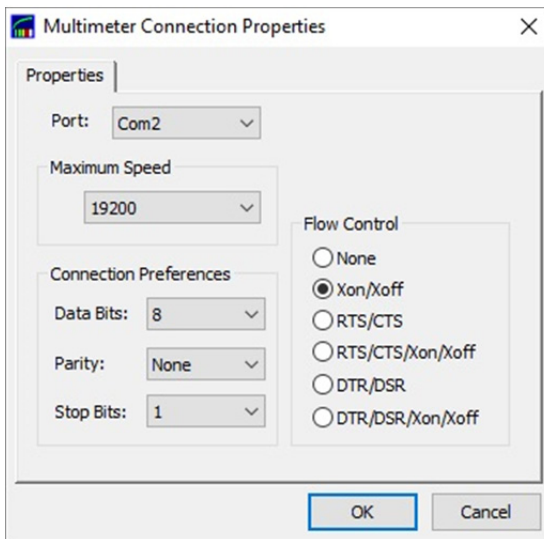 Multimeter Connection Properties
Properties
Port: Com2
Maximum Speed
19200
Connection Preferences
Data Bits: 8
Parity: None
Stop Bits: 1
Flow Control
None
Xon/Xoff
RTS/CTS
RTS/CTS/Xon/Xoff
DTR/DSR
DTR/DSR/Xon/Xoff
OK Cancel